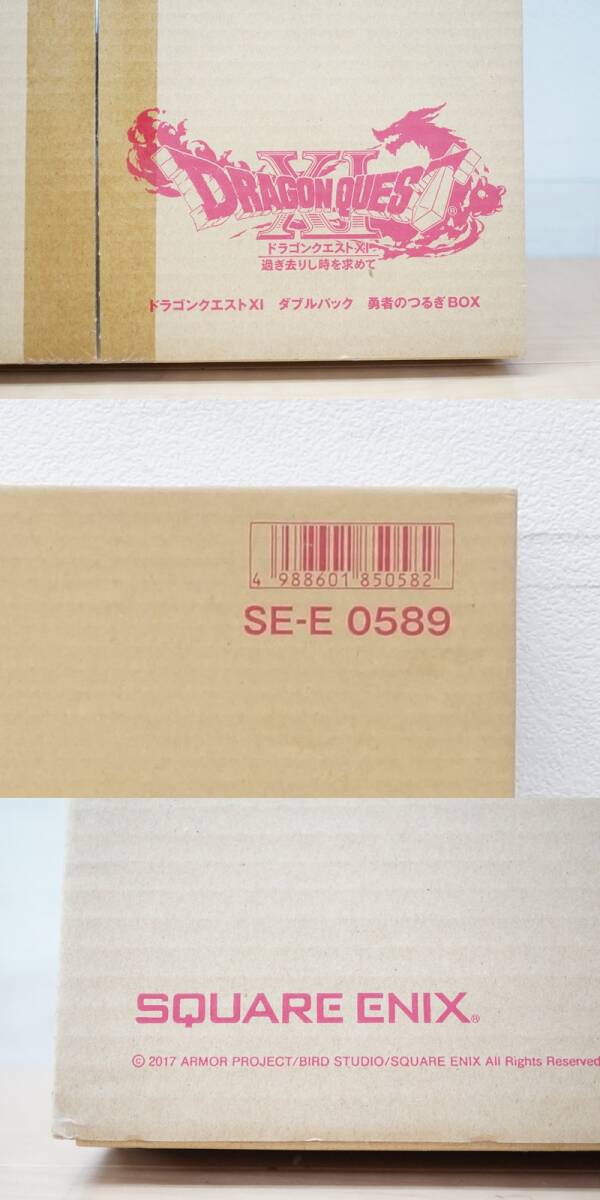 XI
DRAGON QUEST®
ドラゴンクエストXI
過ぎ去りし時を求めて
ドラゴンクエストXI ダブルパック 勇者のつるぎBOX
4 988601 850582
SE-E 0589
SQUARE ENIX®
© 2017 ARMOR PROJECT/BIRD STUDIO/SQUARE ENIX All Rights Reserved